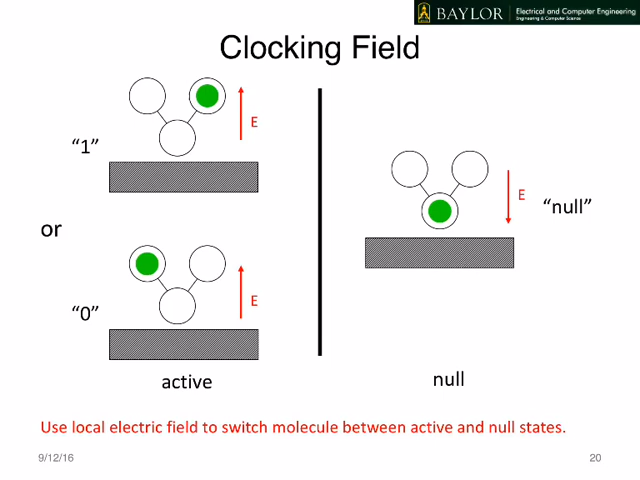 BAYLOR
Electrical and Computer Engineering
Engineering & Computer Science
Clocking Field
E
“1”
E
“null”
or
E
“0”
active
null
Use local electric field to switch molecule between active and null states.
9/12/16
20